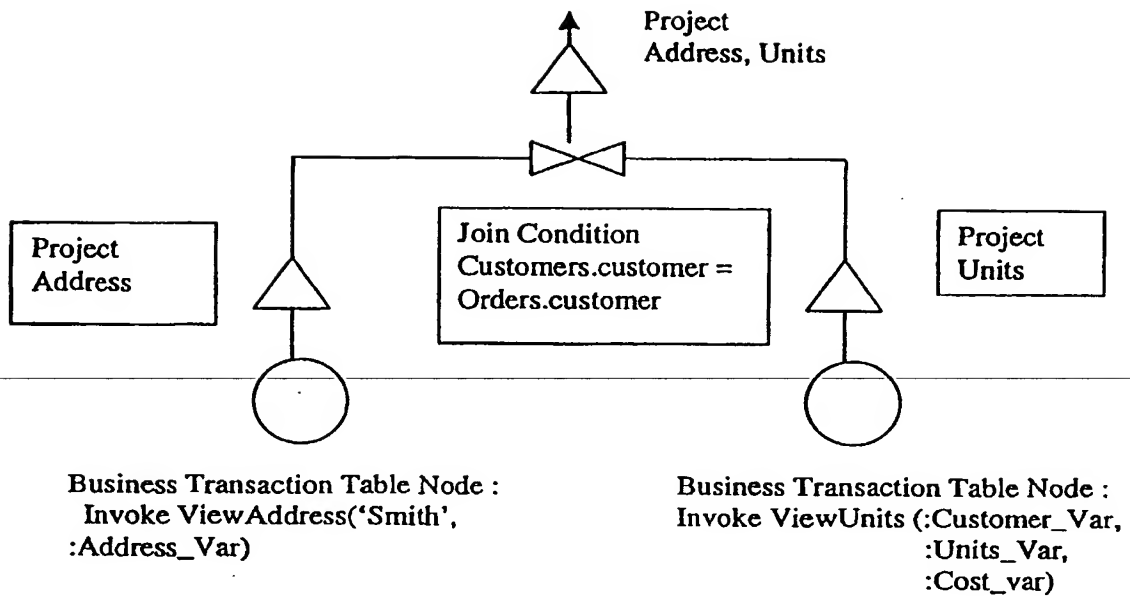 Project
Address, Units
Project
Address
Join Condition
Customers.customer =
Orders.customer
Project
Units
Business Transaction Table Node :
Invoke ViewAddress(‘Smith’,
:Address_Var)
Business Transaction Table Node :
Invoke ViewUnits (:Customer_Var,
:Units_Var,
:Cost_var)